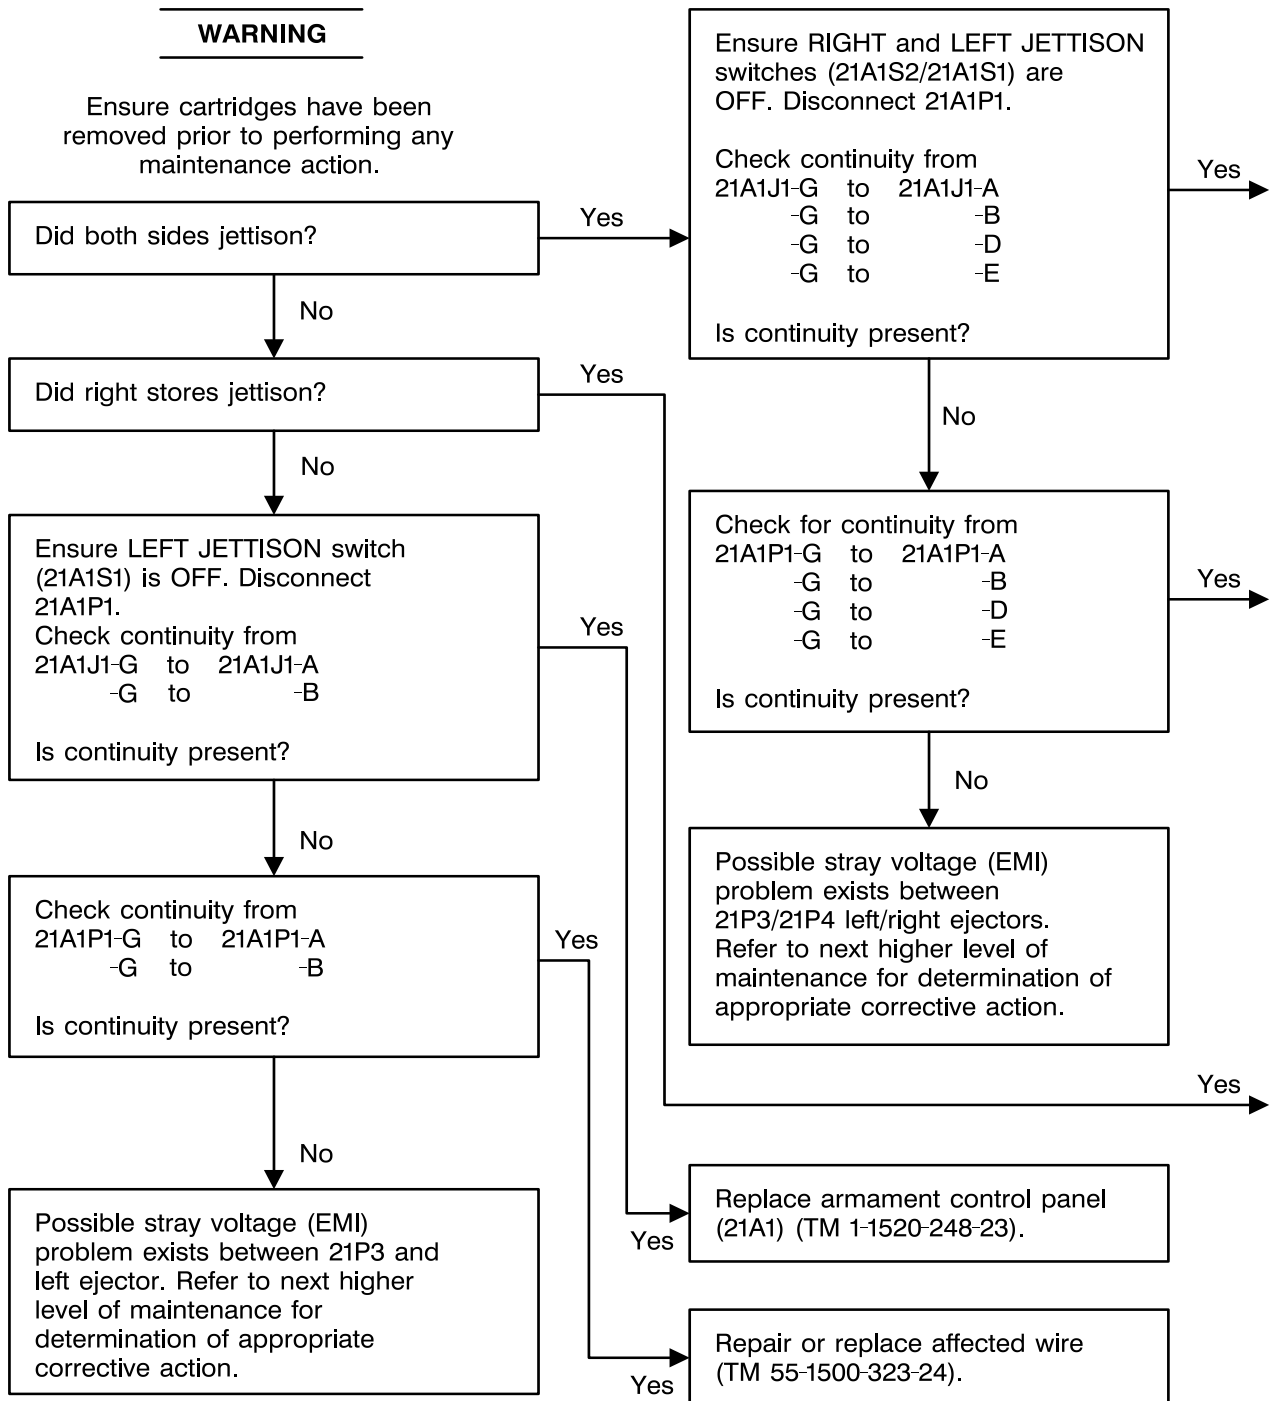 WARNING
Ensure cartridges have been
removed prior to performing any
maintenance action.
Did both sides jettison?
Yes
No
Did right stores jettison?
Yes
No
Ensure LEFT JETTISON switch
(21A1S1) is OFF. Disconnect
21A1P1.
Check continuity from
21A1J1-G to 21A1J1-A
-G to -B
Is continuity present?
Yes
No
Check continuity from
21A1P1-G to 21A1P1-A
-G to -B
Is continuity present?
Yes
No
Possible stray voltage (EMI)
problem exists between 21P3 and
left ejector. Refer to next higher
level of maintenance for
determination of appropriate
corrective action.
Ensure RIGHT and LEFT JETTISON
switches (21A1S2/21A1S1) are
OFF. Disconnect 21A1P1.
Check continuity from
21A1J1-G to 21A1J1-A
-G to -B
-G to -D
-G to -E
Is continuity present?
Yes
No
Check for continuity from
21A1P1-G to 21A1P1-A
-G to -B
-G to -D
-G to -E
Is continuity present?
Yes
No
Possible stray voltage (EMI)
problem exists between
21P3/21P4 left/right ejectors.
Refer to next higher level of
maintenance for determination of
appropriate corrective action.
Yes
Yes
Replace armament control panel
(21A1) (TM 1-1520-248-23).
Yes
Repair or replace affected wire
(TM 55-1500-323-24).